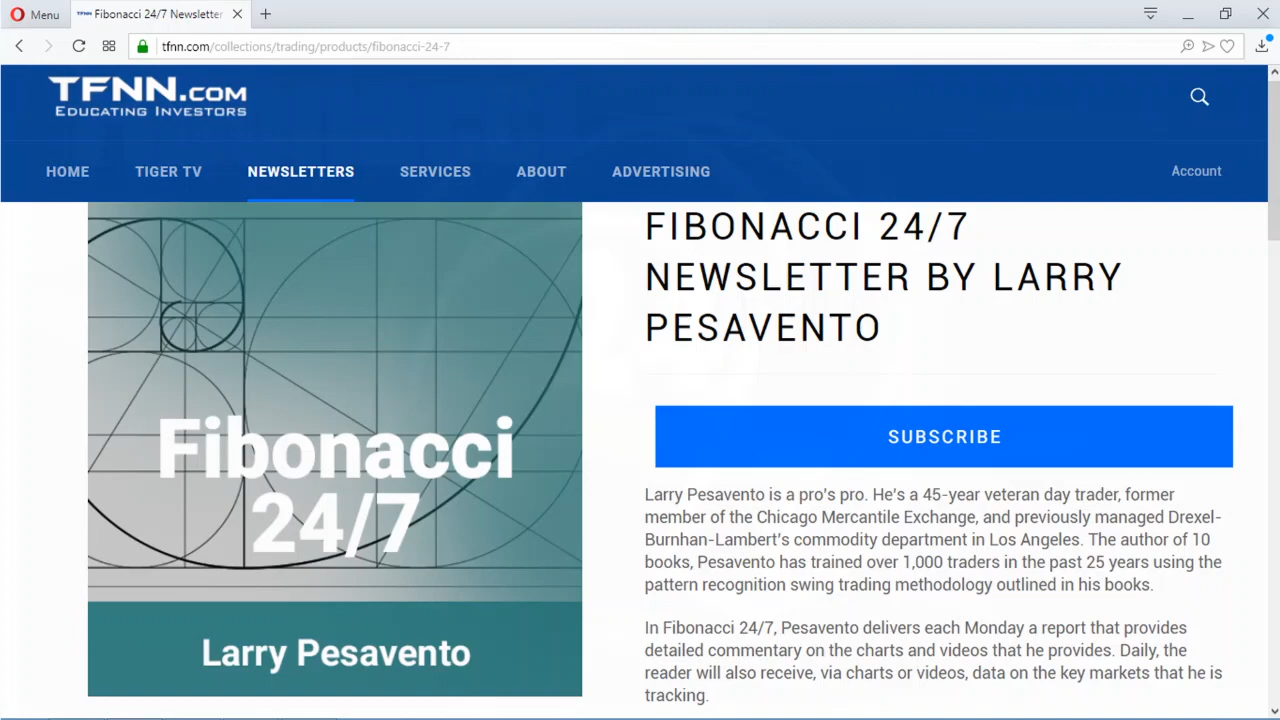 Menu
Fibonacci 24/7 Newsletter
tfnn.com/collections/trading/products/fibonacci-24-7
TFNN.COM
EDUCATING INVESTORS
HOME TIGER TV NEWSLETTERS SERVICES ABOUT ADVERTISING Account
FIBONACCI 24/7
NEWSLETTER BY LARRY
PESAVENTO
Fibonacci
24/7
Larry Pesavento
SUBSCRIBE
Larry Pesavento is a pro's pro. He's a 45-year veteran day trader, former
member of the Chicago Mercantile Exchange, and previously managed Drexel-
Burnhan-Lambert's commodity department in Los Angeles. The author of 10
books, Pesavento has trained over 1,000 traders in the past 25 years using the
pattern recognition swing trading methodology outlined in his books.
In Fibonacci 24/7, Pesavento delivers each Monday a report that provides
detailed commentary on the charts and videos that he provides. Daily, the
reader will also receive, via charts or videos, data on the key markets that he is
tracking.